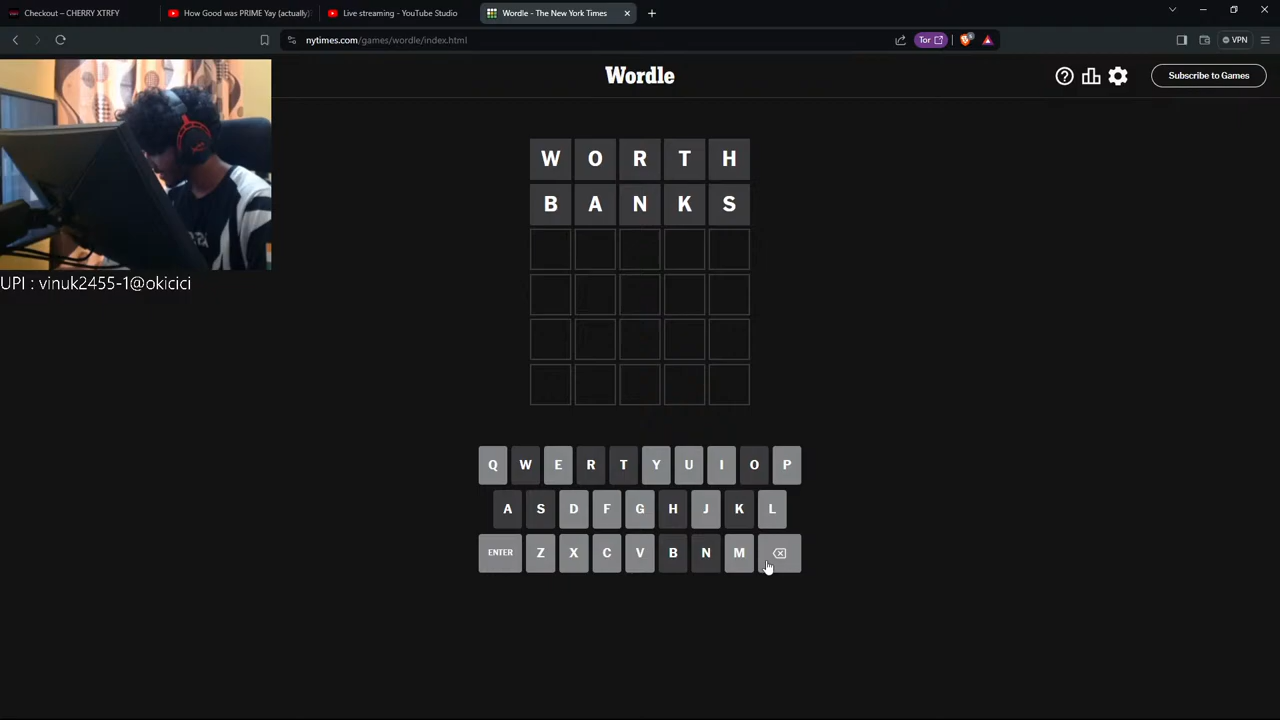 Checkout – CHERRY XTRFY
How Good was PRIME Yay (actually)?
Live streaming - YouTube Studio
Wordle - The New York Times
nytimes.com/games/wordle/index.html
Tor
VPN
Wordle
Subscribe to Games
W O R T H
B A N K S
UPI : vinuk2455-1@okicici
Q W E R T Y U I O P
A S D F G H J K L
ENTER Z X C V B N M